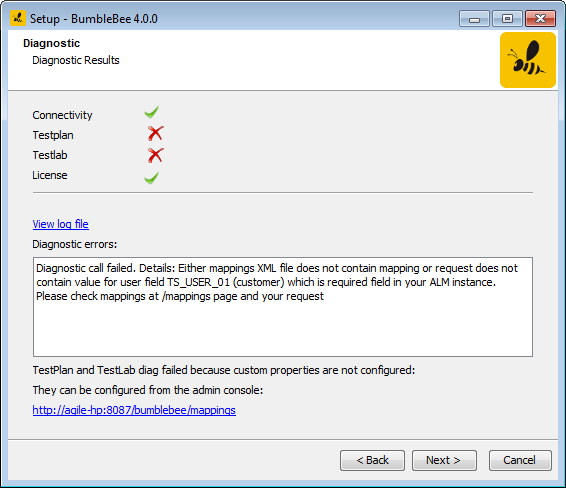 Setup - BumbleBee 4.0.0
Diagnostic
Diagnostic Results
Connectivity
Testplan
Testlab
License
View log file
Diagnostic errors:
Diagnostic call failed. Details: Either mappings XML file does not contain mapping or request does not
contain value for user field TS_USER_01 (customer) which is required field in your ALM instance.
Please check mappings at /mappings page and your request
TestPlan and TestLab diag failed because custom properties are not configured:
They can be configured from the admin console:
http://agile-hp:8087/bumblebee/mappings
< Back Next > Cancel